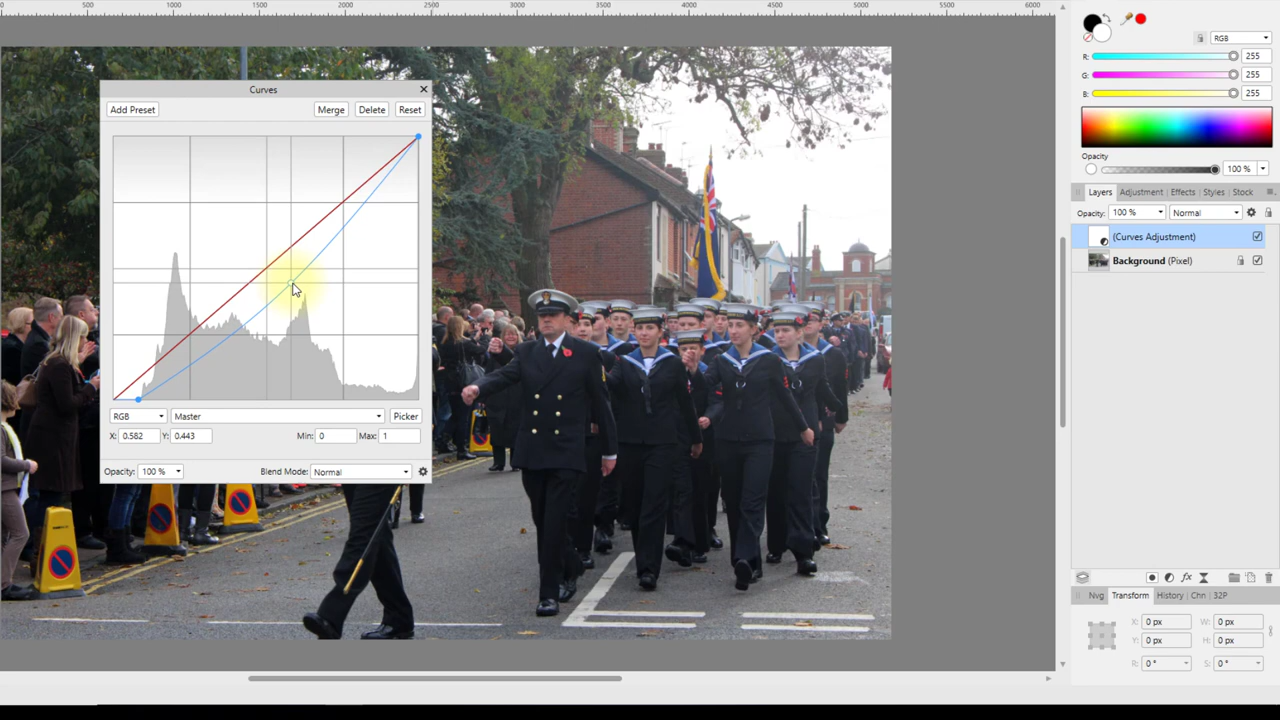 0 500 1000 1500 2000 2500 3000 3500 4000 4500 5000 5500 6000
RGB
R: 255
G: 255
B: 255
Opacity
100 %
Layers Adjustment Effects Styles Stock
Opacity: 100 % Normal
(Curves Adjustment)
Background (Pixel)
Curves
Add Preset Merge Delete Reset
RGB Master Picker
X: 0.582 Y: 0.443 Min: 0 Max: 1
Opacity: 100 % Blend Mode: Normal
fx
Nvg Transform History Chn 32P
X: 0 px W: 0 px
Y: 0 px H: 0 px
R: 0 ° S: 0 °